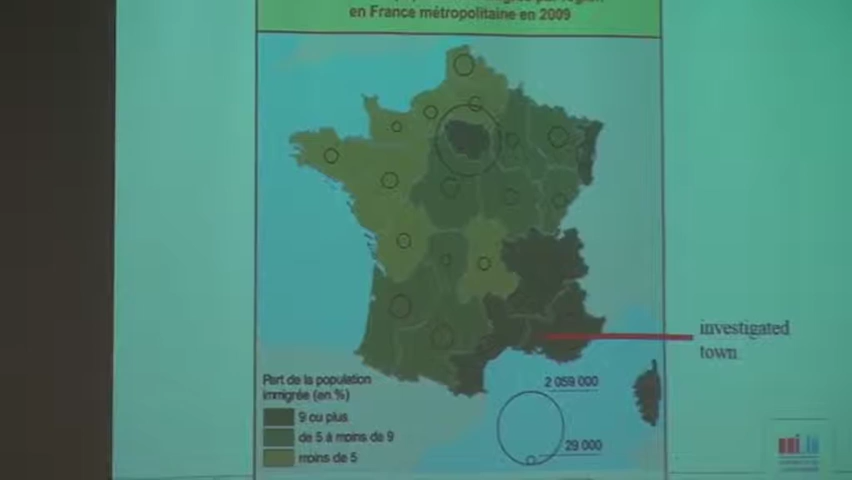 en France métropolitaine en 2009
investigated
town
Part de la population
immigrée (en %)
9 ou plus
de 5 à moins de 9
moins de 5
2 059 000
29 000